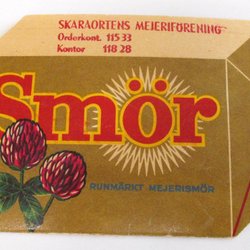 SKARAORTENS MEJERIFÖRENING
Orderkont. 115 33
Kontor 118 28
Smör
RUNMÄRKT MEJERISMÖR